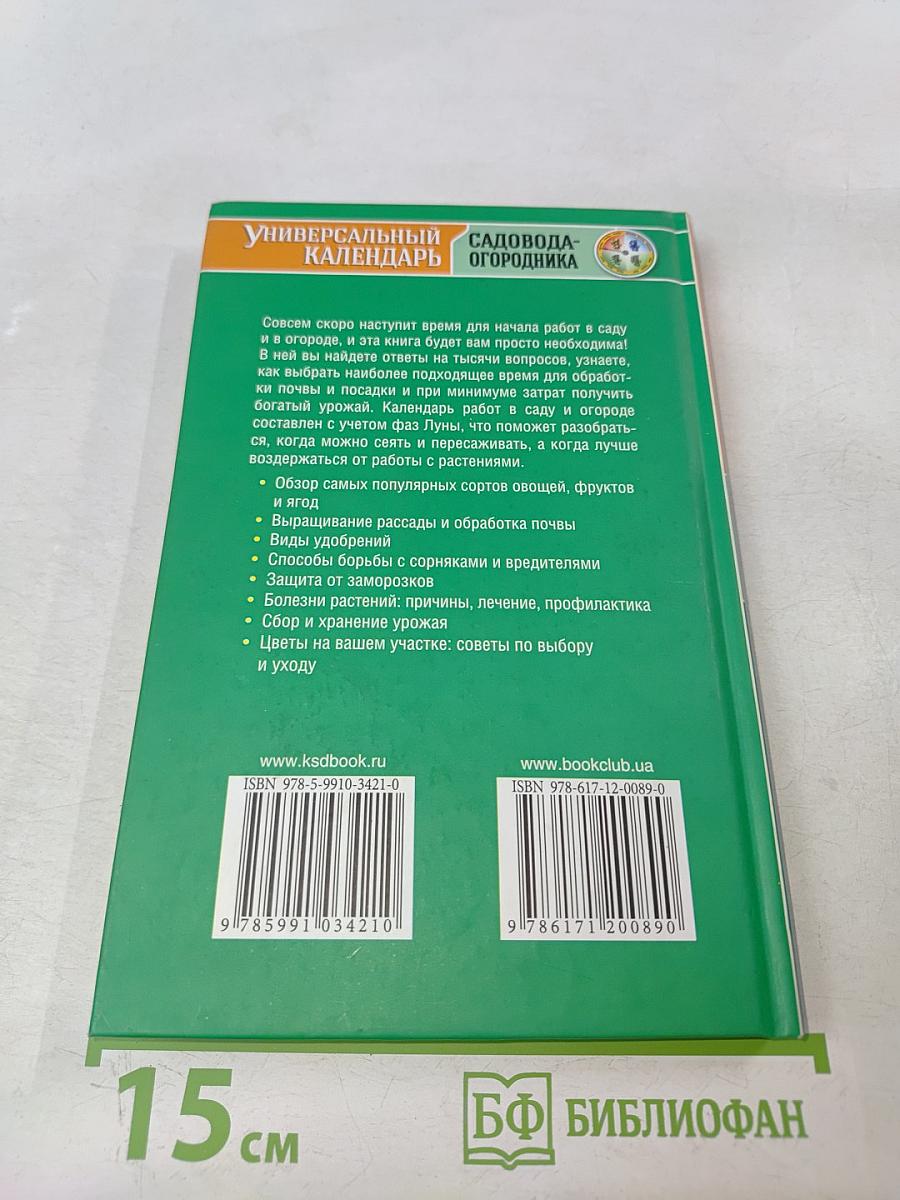 УНИВЕРСАЛЬНЫЙ
КАЛЕНДАРЬ
САДОВОДА-
ОГОРОДНИКА
Совсем скоро наступит время для начала работ в саду
и в огороде, и эта книга будет вам просто необходима!
В ней вы найдете ответы на тысячи вопросов, узнаете,
как выбрать наиболее подходящее время для обработ-
ки почвы и посадки и при минимуме затрат получить
богатый урожай. Календарь работ в саду и огороде
составлен с учетом фаз Луны, что поможет разобрать-
ся, когда можно сеять и пересаживать, а когда лучше
воздержаться от работы с растениями.
• Обзор самых популярных сортов овощей, фруктов
и ягод
• Выращивание рассады и обработка почвы
• Виды удобрений
• Способы борьбы с сорняками и вредителями
• Защита от заморозков
• Болезни растений: причины, лечение, профилактика
• Сбор и хранение урожая
• Цветы на вашем участке: советы по выбору
и уходу
www.ksdbook.ru
ISBN 978-5-9910-3421-0
9 785991 034210
www.bookclub.ua
ISBN 978-617-12-0089-0
9 786171 200890
15 см
БФ БИБЛИОФАН